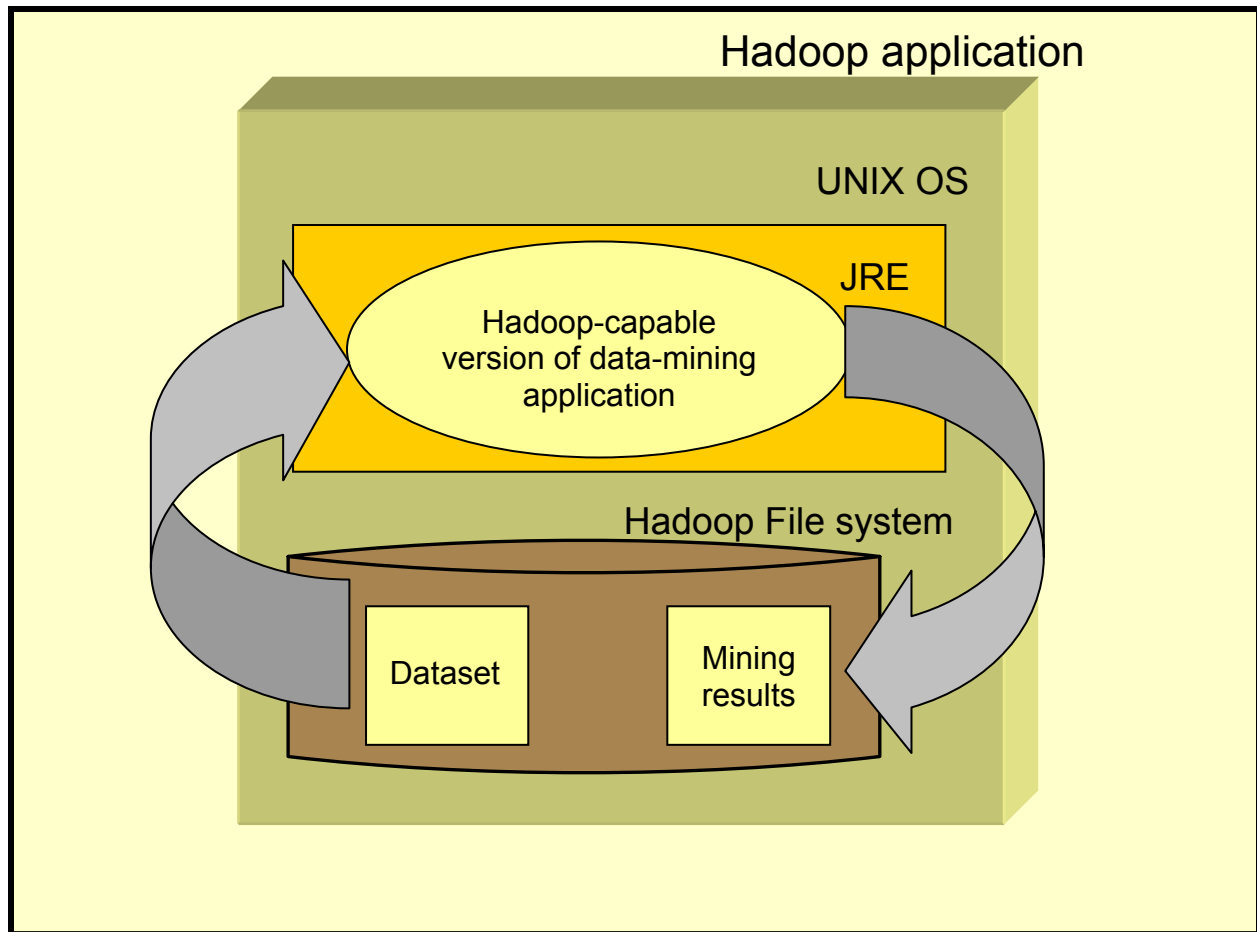 Hadoop application
UNIX OS
JRE
Hadoop-capable
version of data-mining
application
Hadoop File system
Dataset
Mining
results